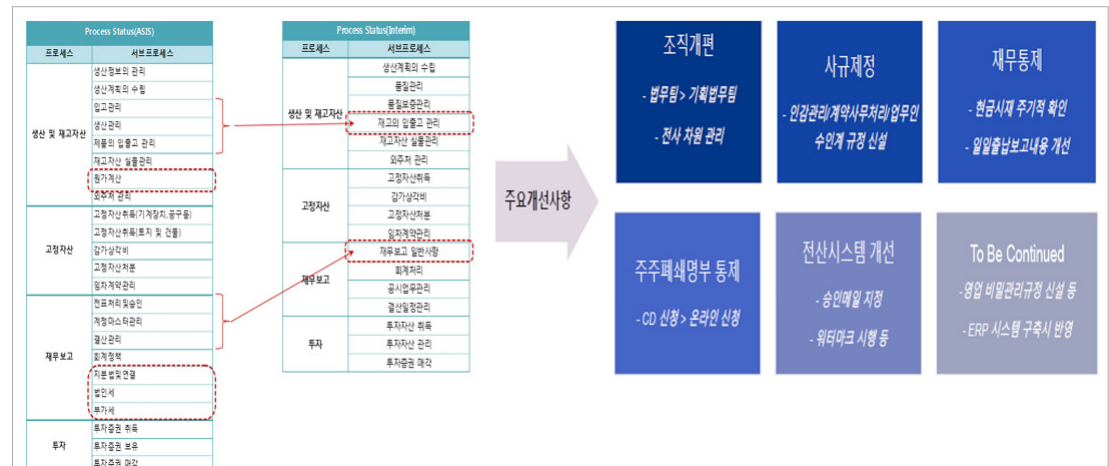 Process Status(ASIS)
프로세스 서브프로세스
생산 및 재고자산
생산정보의 관리
생산계획의 수립
입고관리
생산관리
제품의 입출고 관리
재고자산 실물관리
원가계산
외주처 관리
고정자산
고정자산취득(기계장치,공구등)
고정자산취득(토지 및 건물)
감가상각비
고정자산처분
임차계약관리
재무보고
전표처리및승인
계정마스터관리
결산관리
회계정책
지분법및연결
법인세
부가세
투자
투자증권 취득
투자증권 보유
투자증권 매각
Process Status(Interim)
프로세스 서브프로세스
생산 및 재고자산
생산계획의 수립
품질관리
품질보증관리
재고의 입출고 관리
재고자산 실물관리
외주처 관리
고정자산
고정자산취득
감가상각비
고정자산처분
임차계약관리
재무보고
재무보고 일반사항
회계처리
공시업무관리
결산일정관리
투자
투자자산 취득
투자자산 관리
투자증권 매각
주요개선사항
조직개편
- 법무팀 > 기획법무팀
- 전사 차원 관리
사규제정
- 인감관리/계약사무처리/업무인
수인계 규정 신설
재무통제
- 현금시재 주기적 확인
- 일일출납보고내용 개선
주주폐쇄명부 통제
- CD 신청 > 온라인 신청
전산시스템 개선
- 승인메일 지정
- 워터마크 시행 등
To Be Continued
-영업 비밀관리규정 신설 등
- ERP 시스템 구축시 반영